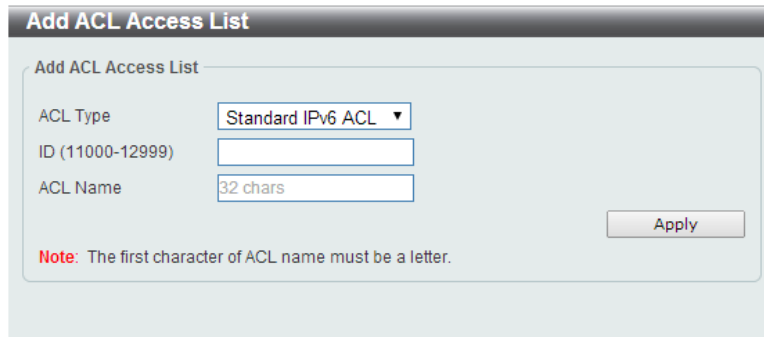 Add ACL Access List
Add ACL Access List
ACL Type Standard IPv6 ACL
ID (11000-12999)
ACL Name 32 chars
Apply
Note: The first character of ACL name must be a letter.